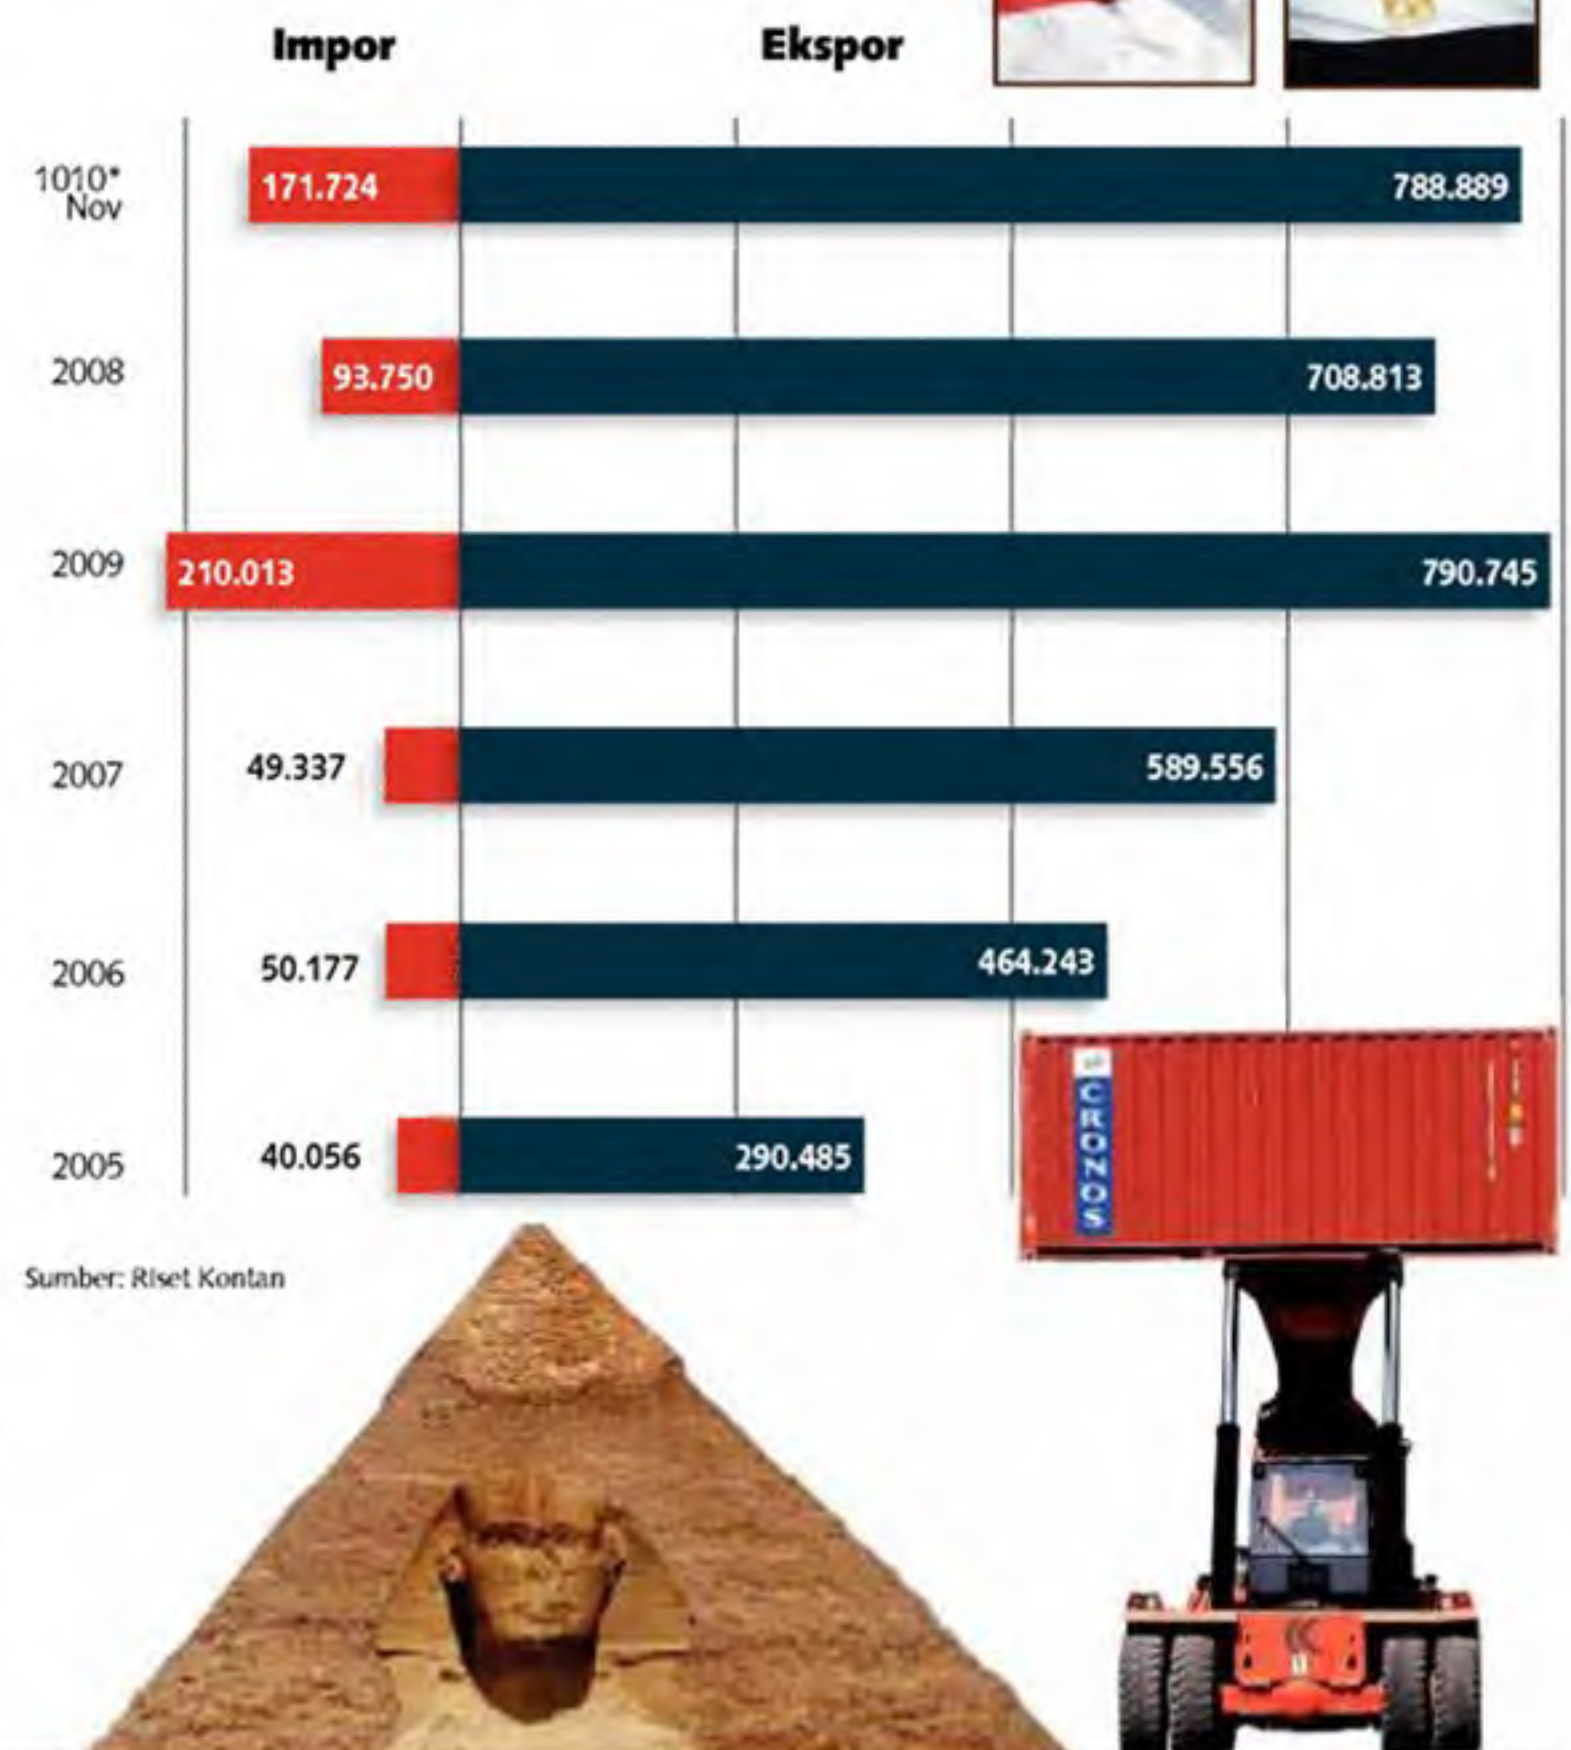 Impor Ekspor
1010*
Nov
171.724 788.889
2008 93.750 708.813
2009 210.013 790.745
2007 49.337 589.556
2006 50.177 464.243
2005 40.056 290.485
CRONOS
Sumber: Riset Kontan